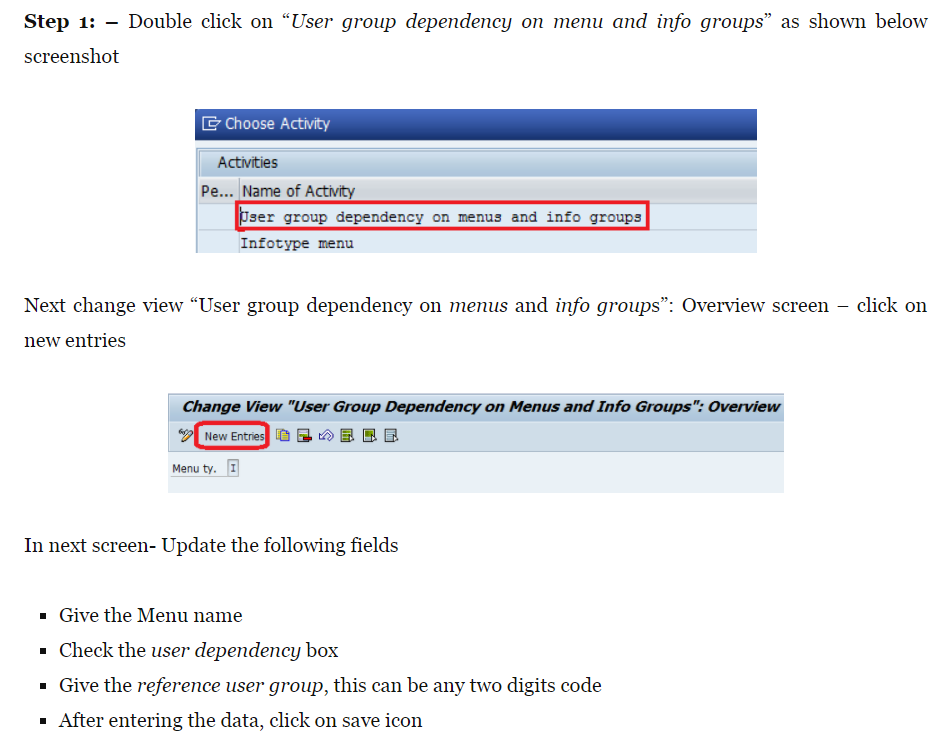 Step 1: – Double click on “User group dependency on menu and info groups” as shown below
screenshot
Choose Activity
Activities
Pe... Name of Activity
User group dependency on menus and info groups
Infotype menu
Next change view “User group dependency on menus and info groups”: Overview screen – click on
new entries
Change View "User Group Dependency on Menus and Info Groups": Overview
New Entries
Menu ty. I
In next screen- Update the following fields
▪ Give the Menu name
▪ Check the user dependency box
▪ Give the reference user group, this can be any two digits code
▪ After entering the data, click on save icon